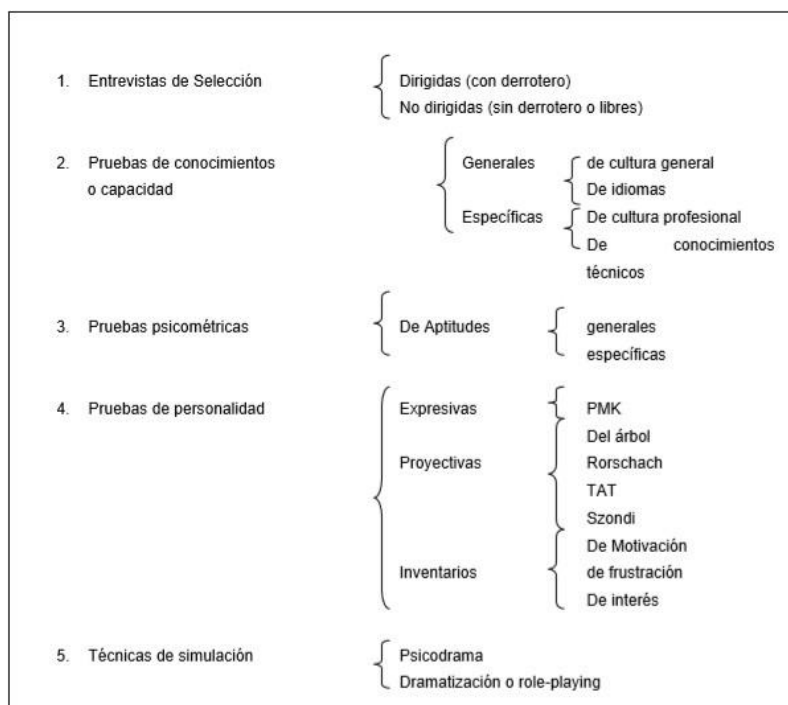 1. Entrevistas de Selección Dirigidas (con derrotero)
No dirigidas (sin derrotero o libres)
2. Pruebas de conocimientos Generales de cultura general
o capacidad De idiomas
Específicas De cultura profesional
De conocimientos
técnicos
3. Pruebas psicométricas De Aptitudes generales
específicas
4. Pruebas de personalidad Expresivas PMK
Del árbol
Proyectivas Rorschach
TAT
Szondi
De Motivación
Inventarios de frustración
De interés
5. Técnicas de simulación Psicodrama
Dramatización o role-playing